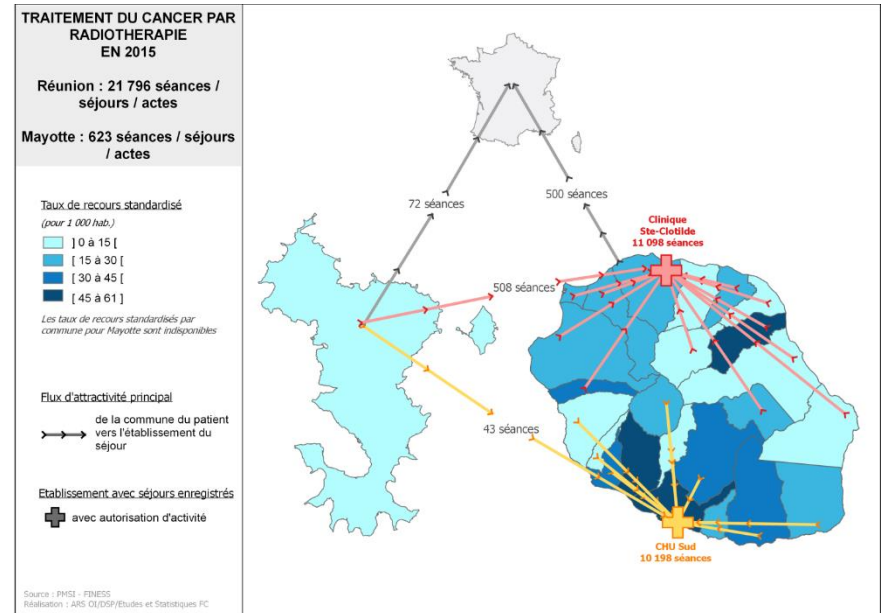 TRAITEMENT DU CANCER PAR
RADIOTHERAPIE
EN 2015
Réunion : 21 796 séances /
séjours / actes
Mayotte : 623 séances / séjours
/ actes
Taux de recours standardisé
(pour 1 000 hab.)
] 0 à 15 [
[ 15 à 30 [
[ 30 à 45 [
[ 45 à 61 ]
Les taux de recours standardisés par
commune pour Mayotte sont indisponibles
Flux d'attractivité principal
de la commune du patient
vers l'établissement du
séjour
Etablissement avec séjours enregistrés
avec autorisation d'activité
Source : PMSI - FINESS
Réalisation : ARS OI/DSP/Etudes et Statistiques FC
72 séances
500 séances
Clinique
Ste-Clotilde
11 098 séances
508 séances
43 séances
CHU Sud
10 198 séances